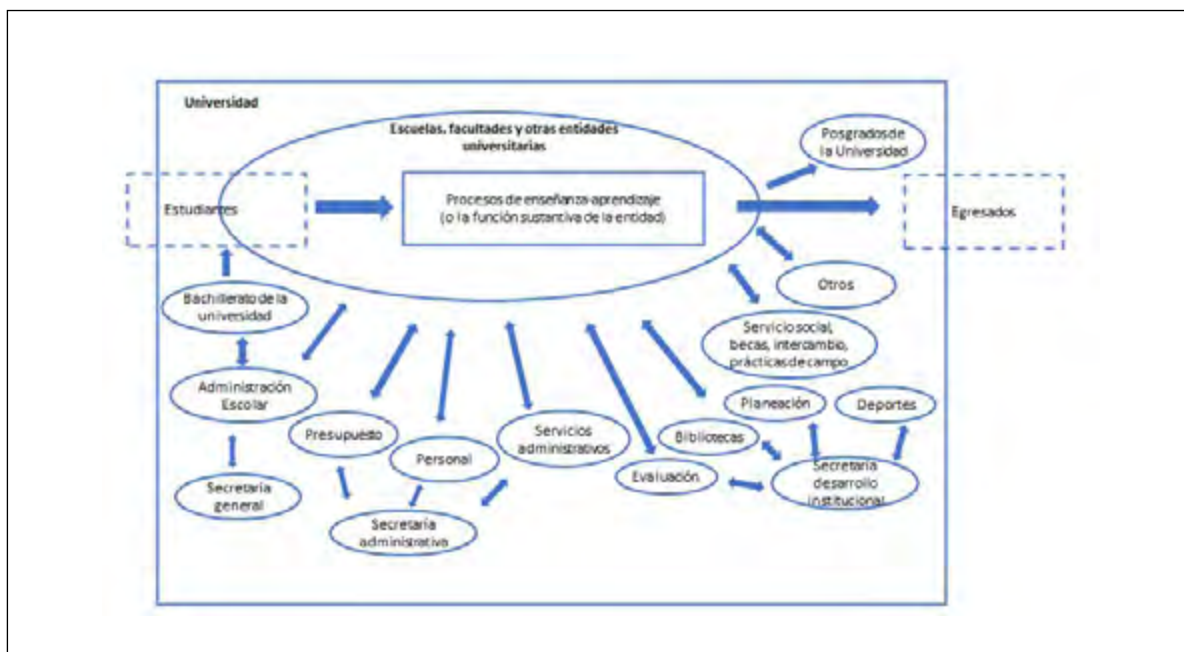 Universidad
Escuelas, facultades y otras entidades
universitarias
Posgrados de
la Universidad
Estudiantes
Procesos de enseñanza-aprendizaje
(o la función sustantiva de la entidad)
Egresados
Bachillerato de la
universidad
Otros
Servicio social,
becas, intercambio,
prácticas de campo
Administración
Escolar
Planeación
Deportes
Presupuesto
Personal
Servicios
administrativos
Bibliotecas
Evaluación
Secretaría
desarrollo
institucional
Secretaría
general
Secretaría
administrativa